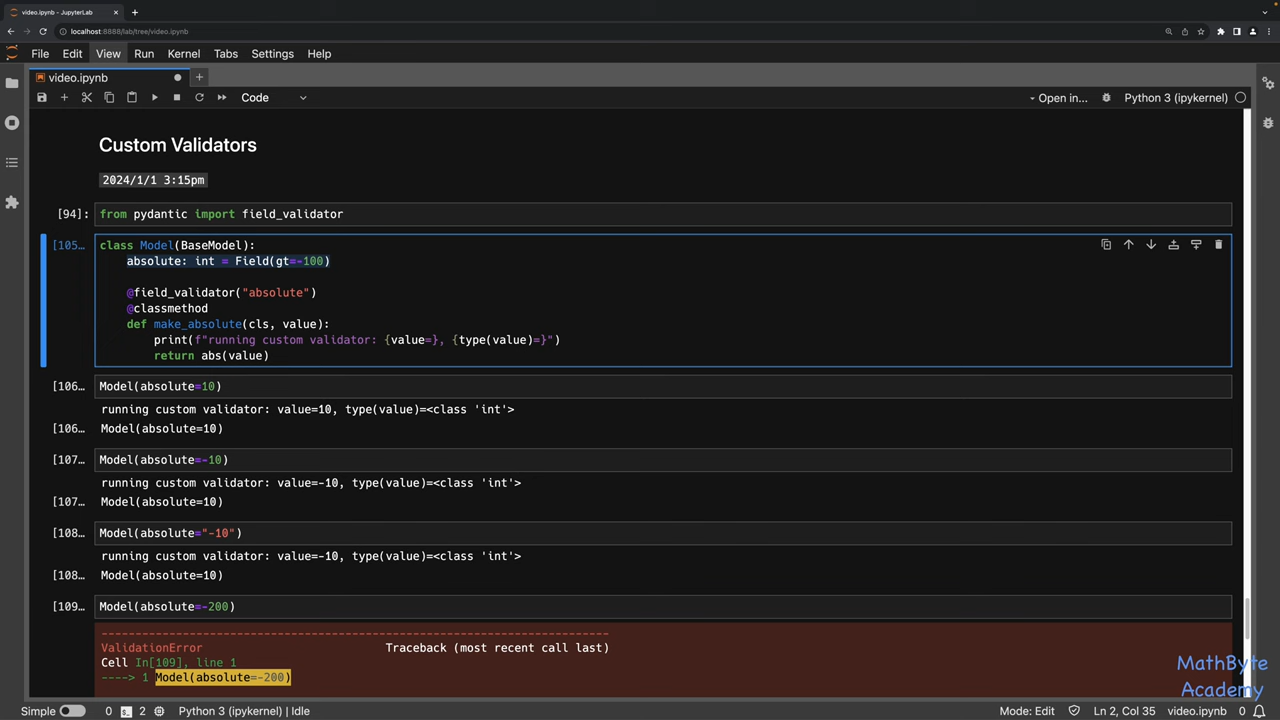 video.ipynb - JupyterLab
localhost:8888/lab/tree/video.ipynb
File Edit View Run Kernel Tabs Settings Help
video.ipynb
Code
Open in...
Python 3 (ipykernel)
Custom Validators
2024/1/1 3:15pm
[94]: from pydantic import field_validator
[105… class Model(BaseModel):
absolute: int = Field(gt=-100)
@field_validator("absolute")
@classmethod
def make_absolute(cls, value):
print(f"running custom validator: {value=}, {type(value)=}")
return abs(value)
[106… Model(absolute=10)
running custom validator: value=10, type(value)=<class 'int'>
[106… Model(absolute=10)
[107… Model(absolute=-10)
running custom validator: value=-10, type(value)=<class 'int'>
[107… Model(absolute=10)
[108… Model(absolute="-10")
running custom validator: value=-10, type(value)=<class 'int'>
[108… Model(absolute=10)
[109… Model(absolute=-200)
---------------------------------------------------------------------------
ValidationError Traceback (most recent call last)
Cell In[109], line 1
----> 1 Model(absolute=-200)
MathByte
Academy
Simple 0 2 Python 3 (ipykernel) | Idle Mode: Edit Ln 2, Col 35 video.ipynb 0